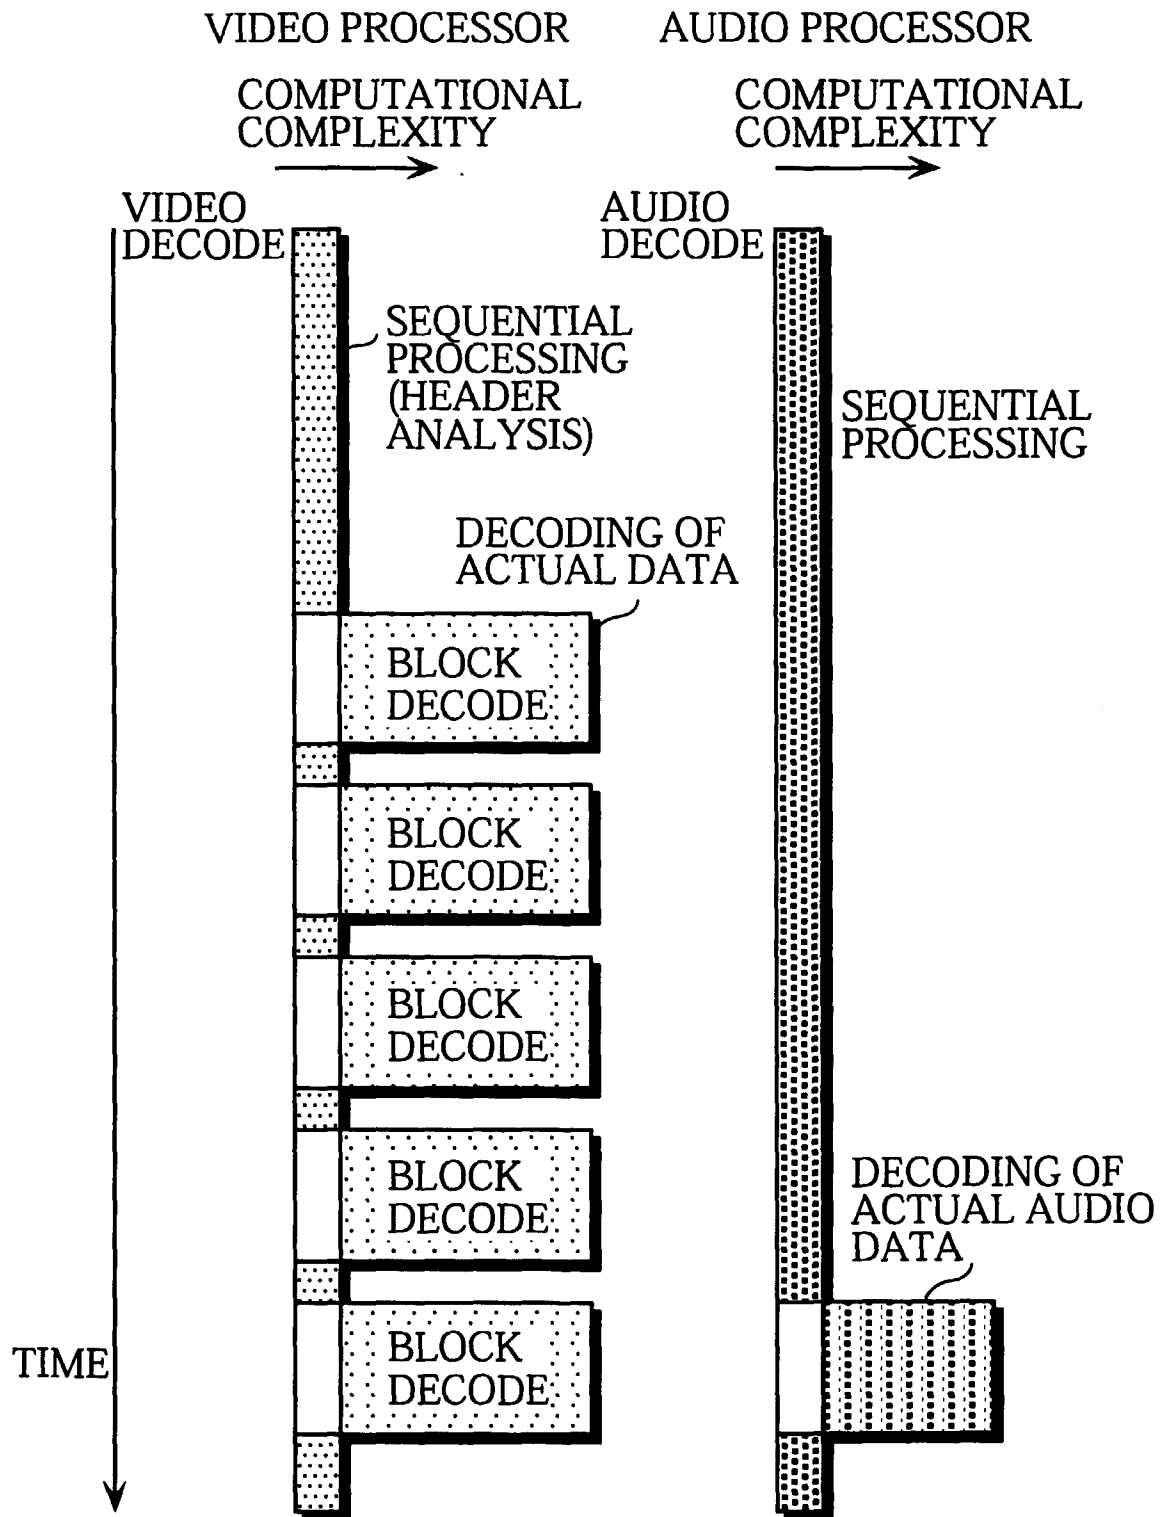 VIDEO PROCESSOR
AUDIO PROCESSOR
COMPUTATIONAL
COMPLEXITY
COMPUTATIONAL
COMPLEXITY
VIDEO
DECODE
AUDIO
DECODE
SEQUENTIAL
PROCESSING
(HEADER
ANALYSIS)
SEQUENTIAL
PROCESSING
DECODING OF
ACTUAL DATA
BLOCK
DECODE
BLOCK
DECODE
BLOCK
DECODE
BLOCK
DECODE
DECODING OF
ACTUAL AUDIO
DATA
BLOCK
DECODE
TIME